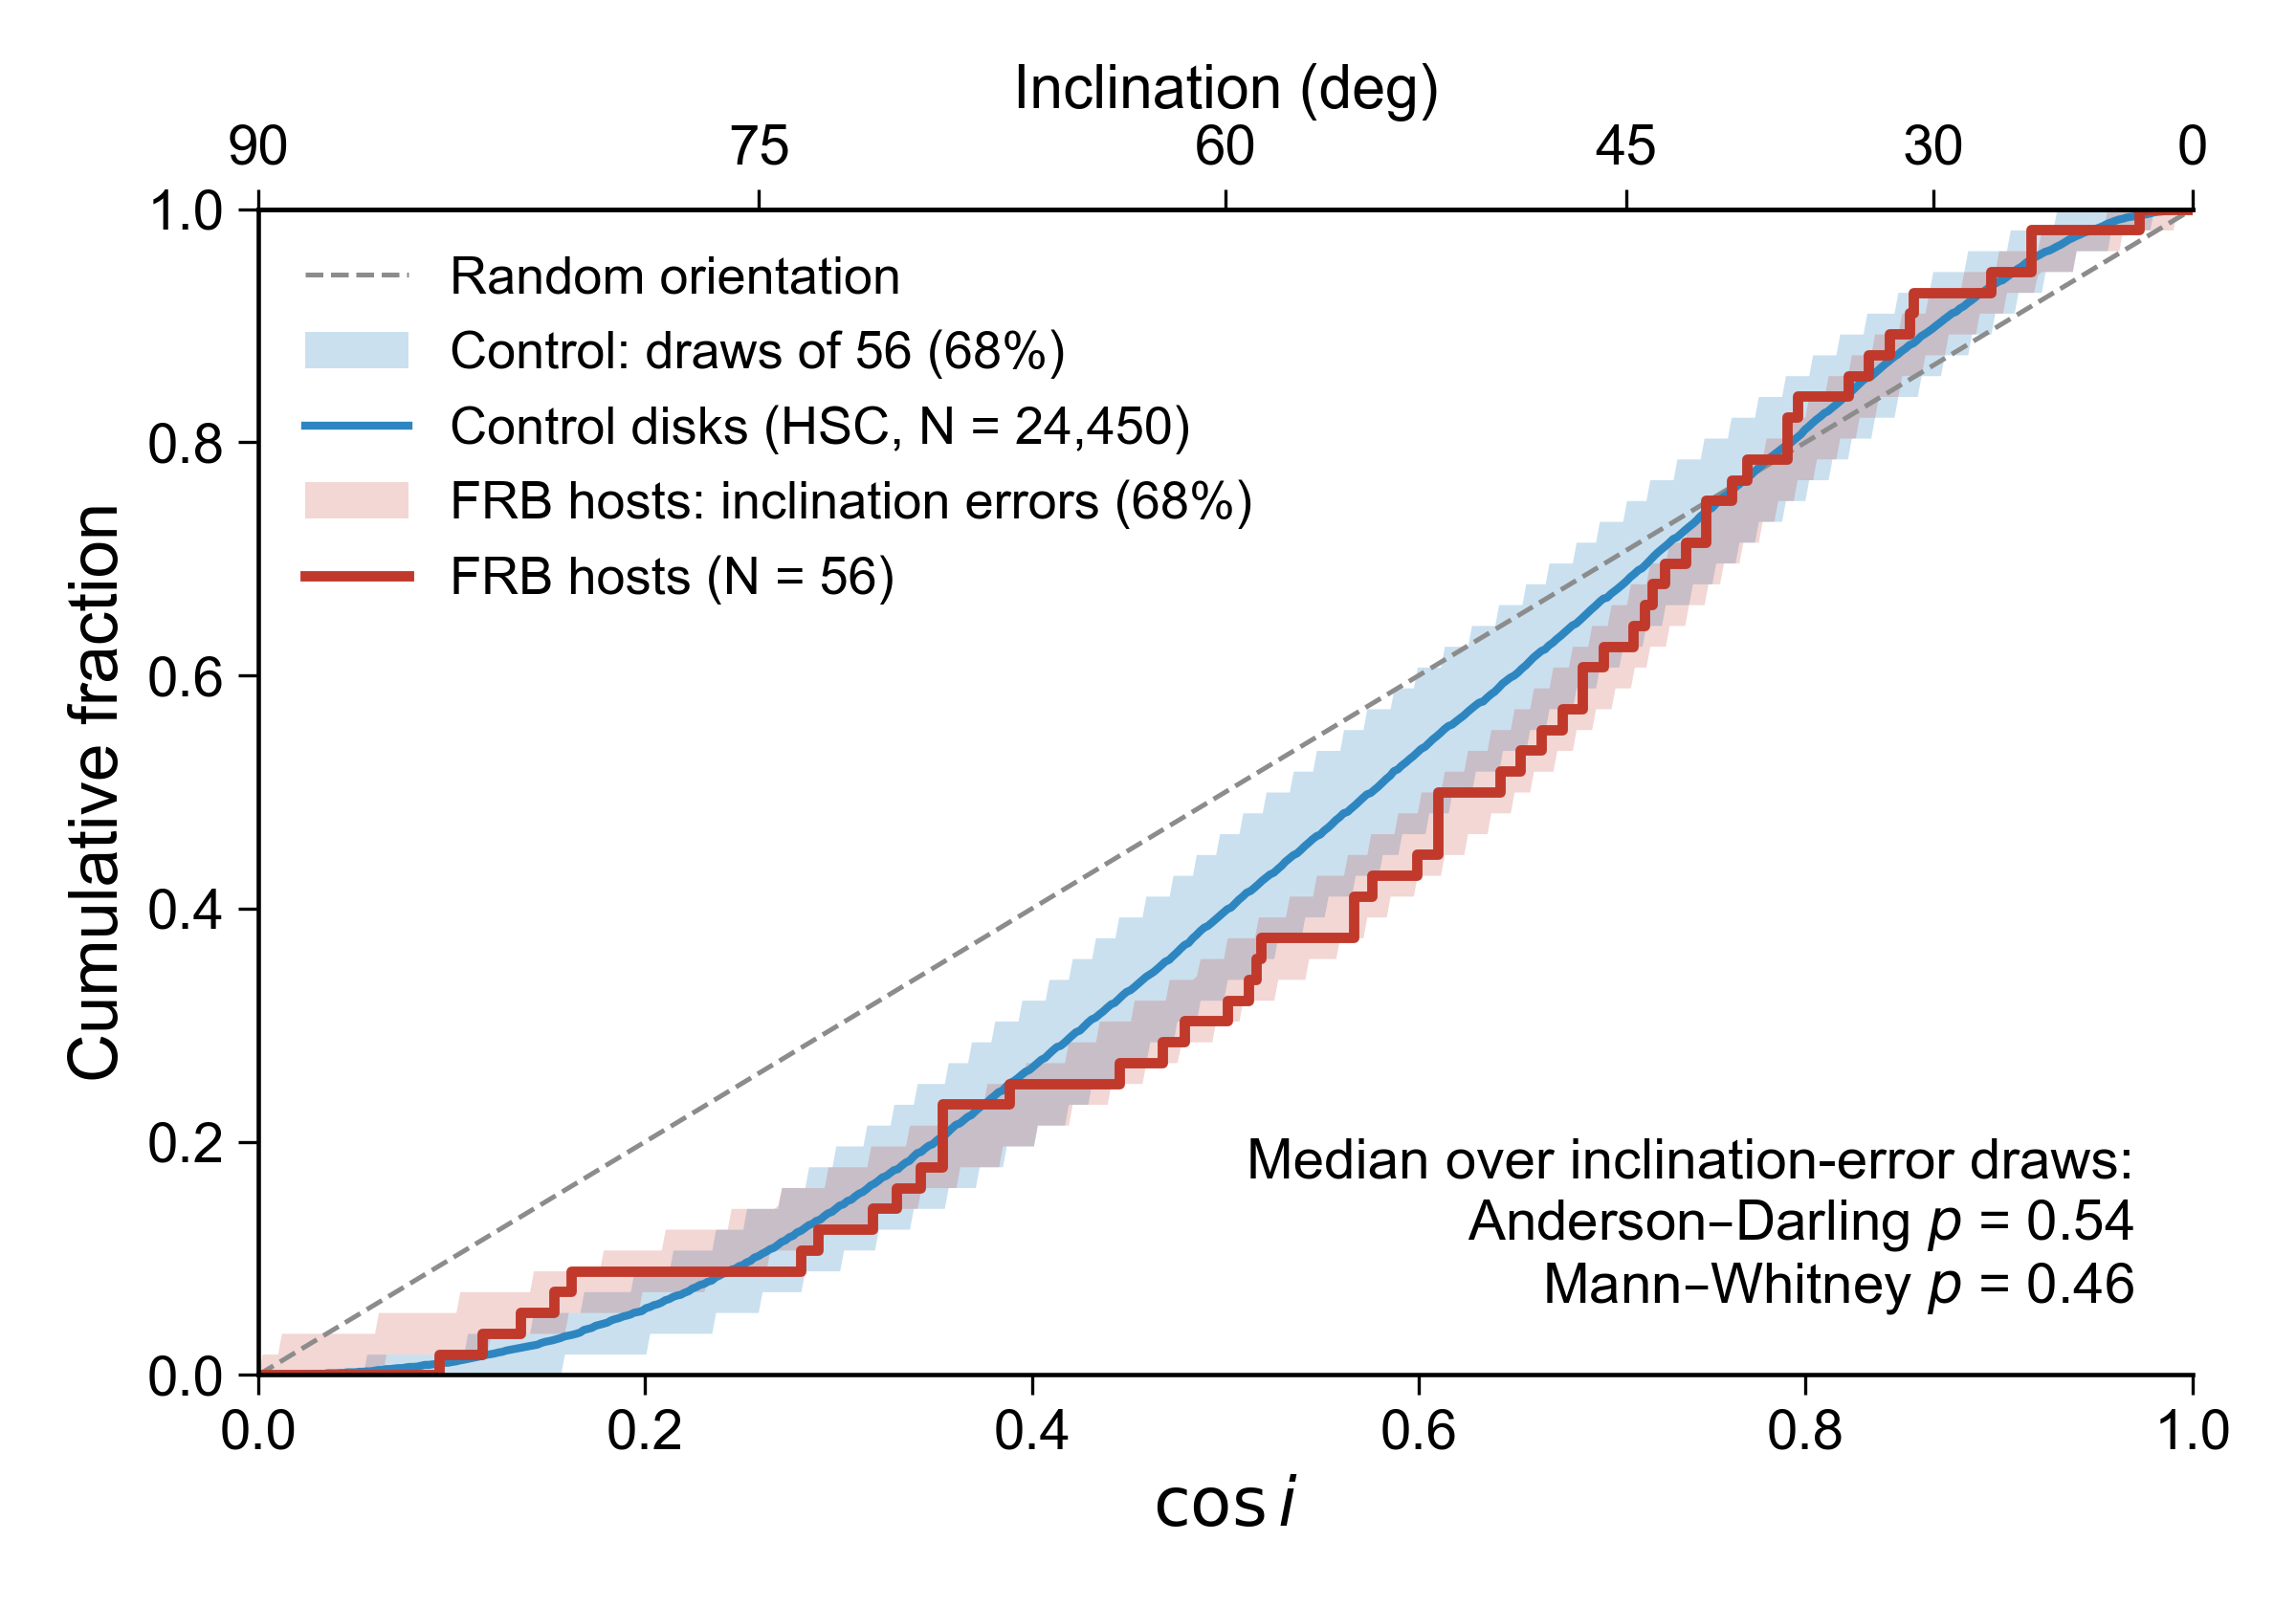 Inclination (deg)
90 75 60 45 30 0
1.0
0.8
0.6
0.4
0.2
0.0
Cumulative fraction
Random orientation
Control: draws of 56 (68%)
Control disks (HSC, N = 24,450)
FRB hosts: inclination errors (68%)
FRB hosts (N = 56)
Median over inclination-error draws:
Anderson–Darling p = 0.54
Mann–Whitney p = 0.46
0.0 0.2 0.4 0.6 0.8 1.0
cos i